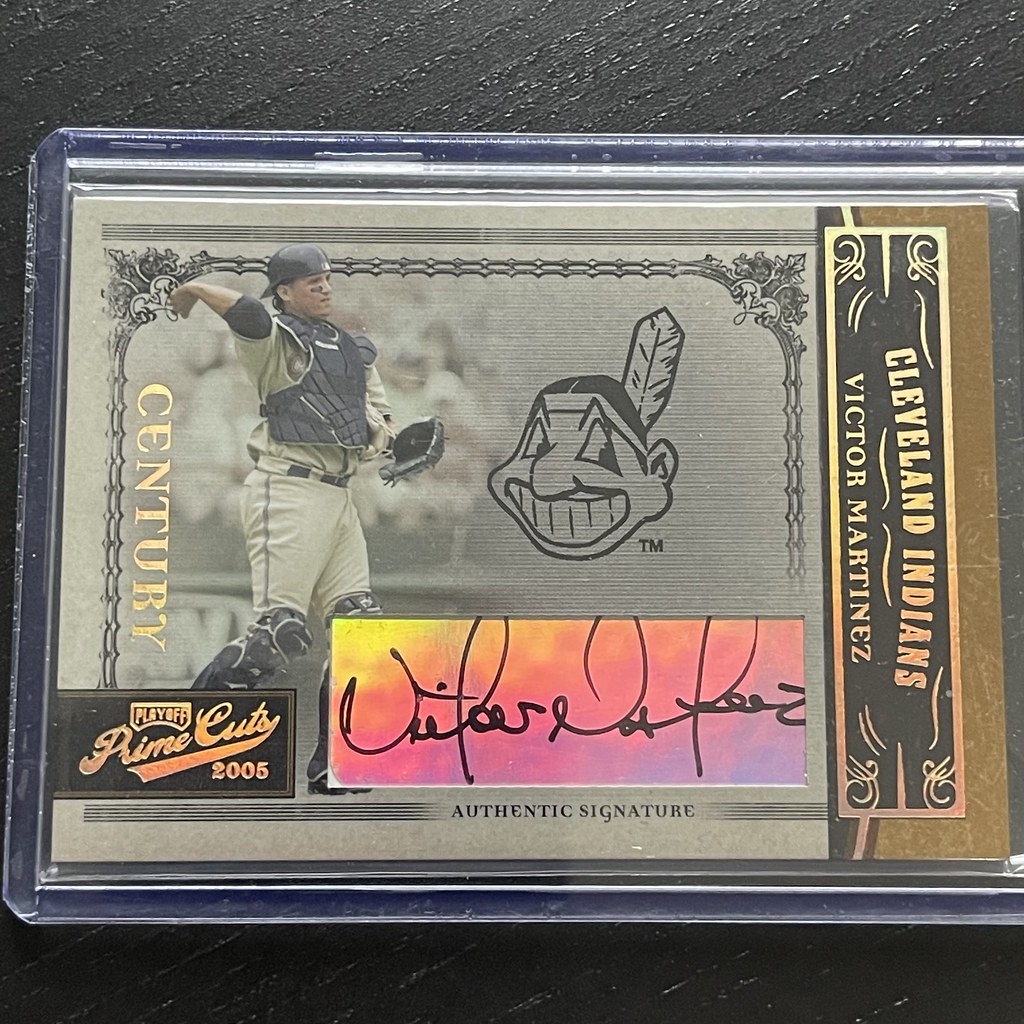 CENTURY
TM
CLEVELAND INDIANS
VICTOR MARTINEZ
PLAYOFF
Prime Cuts
2005
AUTHENTIC SIGNATURE